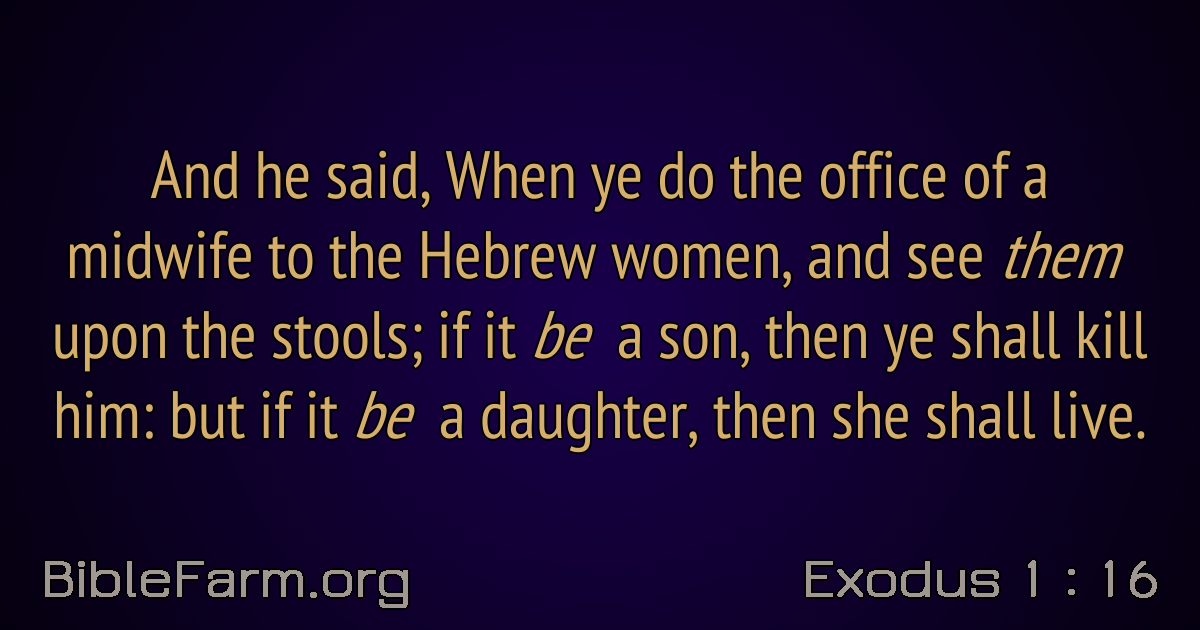 And he said, When ye do the office of a
midwife to the Hebrew women, and see them
upon the stools; if it be a son, then ye shall kill
him: but if it be a daughter, then she shall live.
BibleFarm.org
Exodus 1 : 16